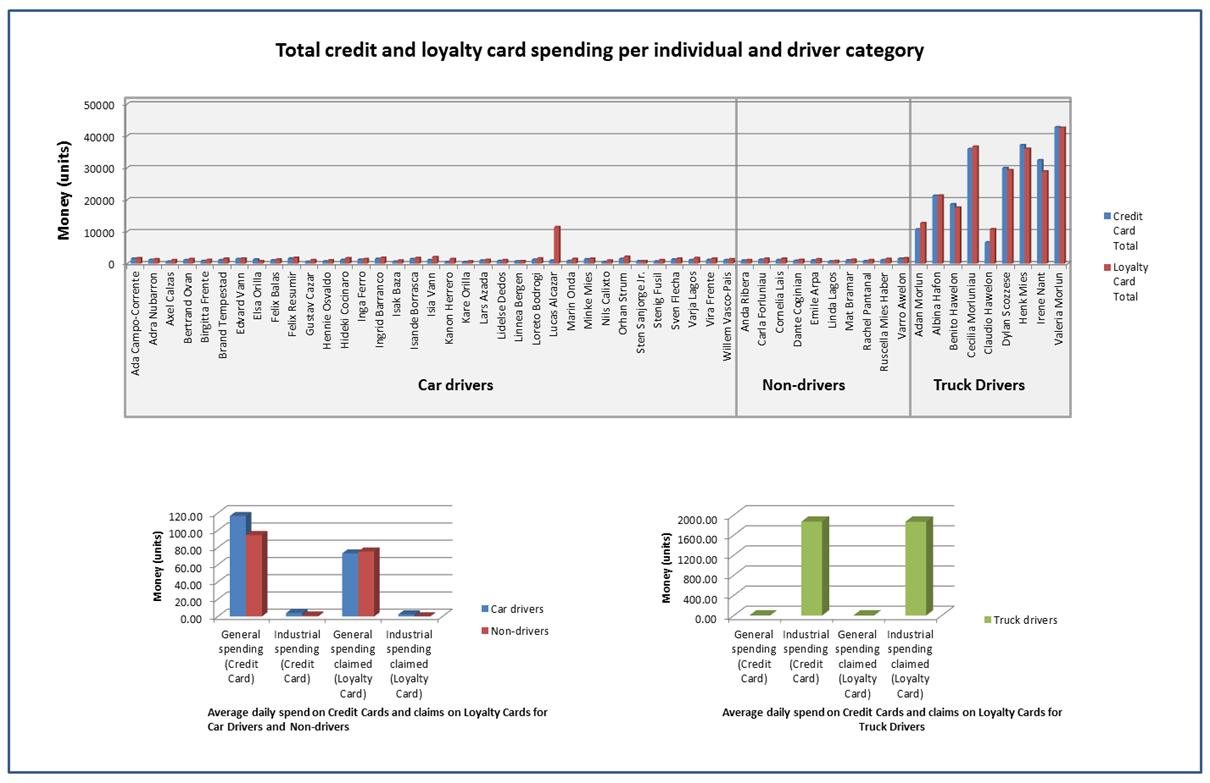 Total credit and loyalty card spending per individual and driver category
Money (units)
50000
40000
30000
20000
10000
0
Ada Campo-Corrente
Adra Nubarron
Axel Calzas
Bertrand Ovan
Birgitta Frente
Brand Tempestad
Edvard Vann
Elsa Orilla
Felix Balas
Felix Resumir
Gustav Cazar
Hennie Osvaldo
Hideki Cocinarro
Inga Ferro
Ingrid Barranco
Isak Baza
Isande Borrasca
Isia Vann
Kanon Herrero
Kare Orilla
Lars Azada
Lidelse Dedos
Linnea Bergen
Loreto Bodrogi
Lucas Alcazar
Marin Onda
Minke Mies
Nils Calixto
Orhan Strum
Sten Sanjorge Jr.
Stenig Fusil
Sven Flecha
Varja Lagos
Vira Frente
Willem Vasco-Pais
Anda Ribera
Carla Forluniau
Cornelia Lais
Dante Coginian
Emile Arpa
Linda Lagos
Mat Bramar
Rachel Pantanal
Ruscella Mies Haber
Varro Awelon
Adan Morlun
Albina Hafon
Benito Hawelon
Cecilia Morluniau
Claudio Hawelon
Dylan Scozzese
Henk Mies
Irene Nant
Valeria Morlun
Car drivers
Non-drivers
Truck Drivers
Credit
Card
Total
Loyalty
Card
Total
Money (units)
120.00
100.00
80.00
60.00
40.00
20.00
0.00
General
spending
(Credit
Card)
Industrial
spending
(Credit
Card)
General
spending
claimed
(Loyalty
Card)
Industrial
spending
claimed
(Loyalty
Card)
Car drivers
Non-drivers
Average daily spend on Credit Cards and claims on Loyalty Cards for
Car Drivers and Non-drivers
Money (units)
2000.00
1600.00
1200.00
800.00
400.00
0.00
General
spending
(Credit
Card)
Industrial
spending
(Credit
Card)
General
spending
claimed
(Loyalty
Card)
Industrial
spending
claimed
(Loyalty
Card)
Truck drivers
Average daily spend on Credit Cards and claims on Loyalty Cards for
Truck Drivers